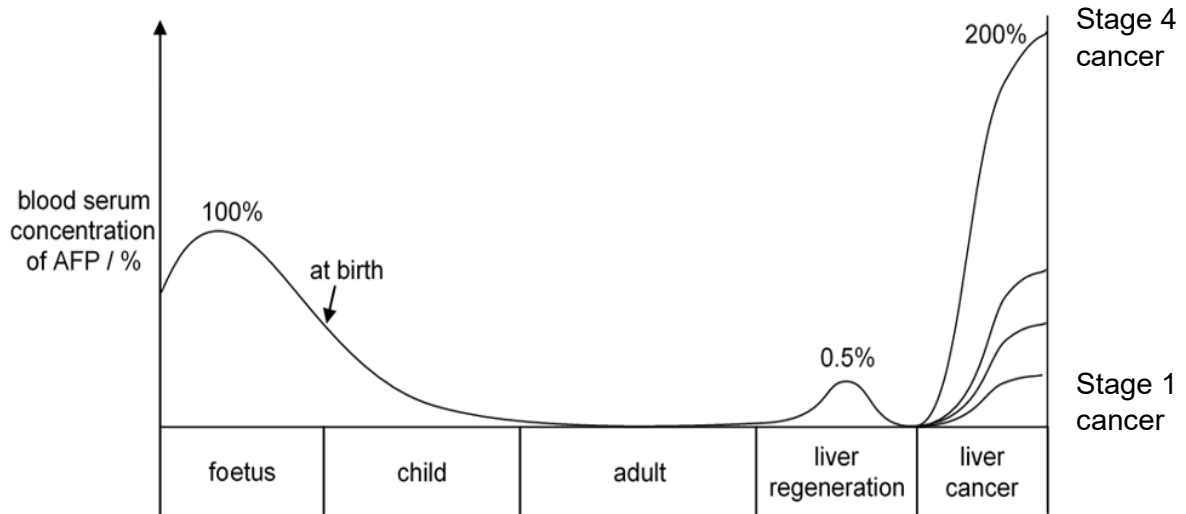 Stage 4
cancer
200%
100%
blood serum
concentration
of AFP / %
at birth
0.5%
Stage 1
cancer
foetus
child
adult
liver
regeneration
liver
cancer